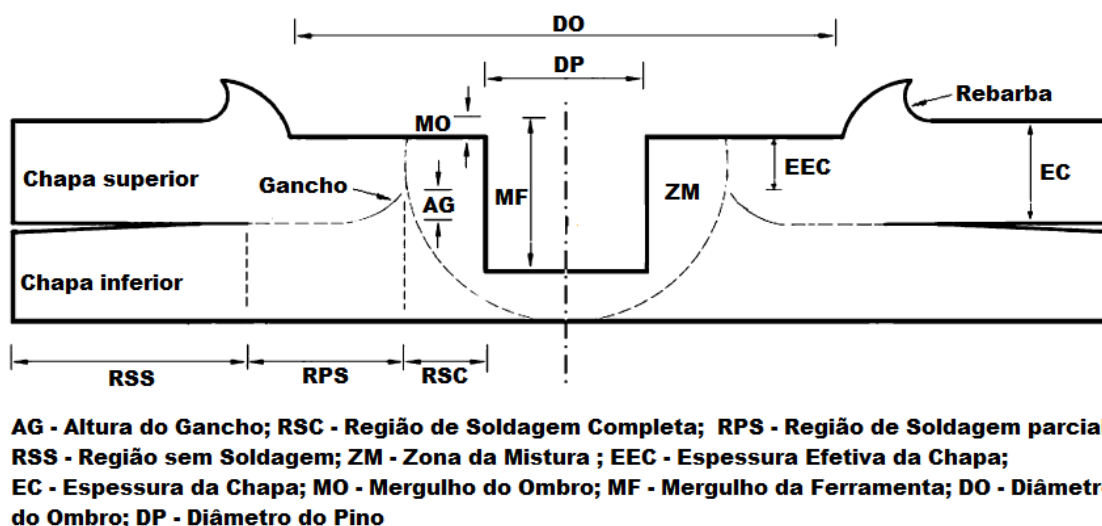 DO
DP
Rebarba
MO
Chapa superior
Gancho
AG
MF
ZM
EEC
EC
Chapa inferior
RSS
RPS
RSC
AG - Altura do Gancho; RSC - Região de Soldagem Completa; RPS - Região de Soldagem parcial
RSS - Região sem Soldagem; ZM - Zona da Mistura ; EEC - Espessura Efetiva da Chapa;
EC - Espessura da Chapa; MO - Mergulho do Ombro; MF - Mergulho da Ferramenta; DO - Diâmetro
do Ombro: DP - Diâmetro do Pino